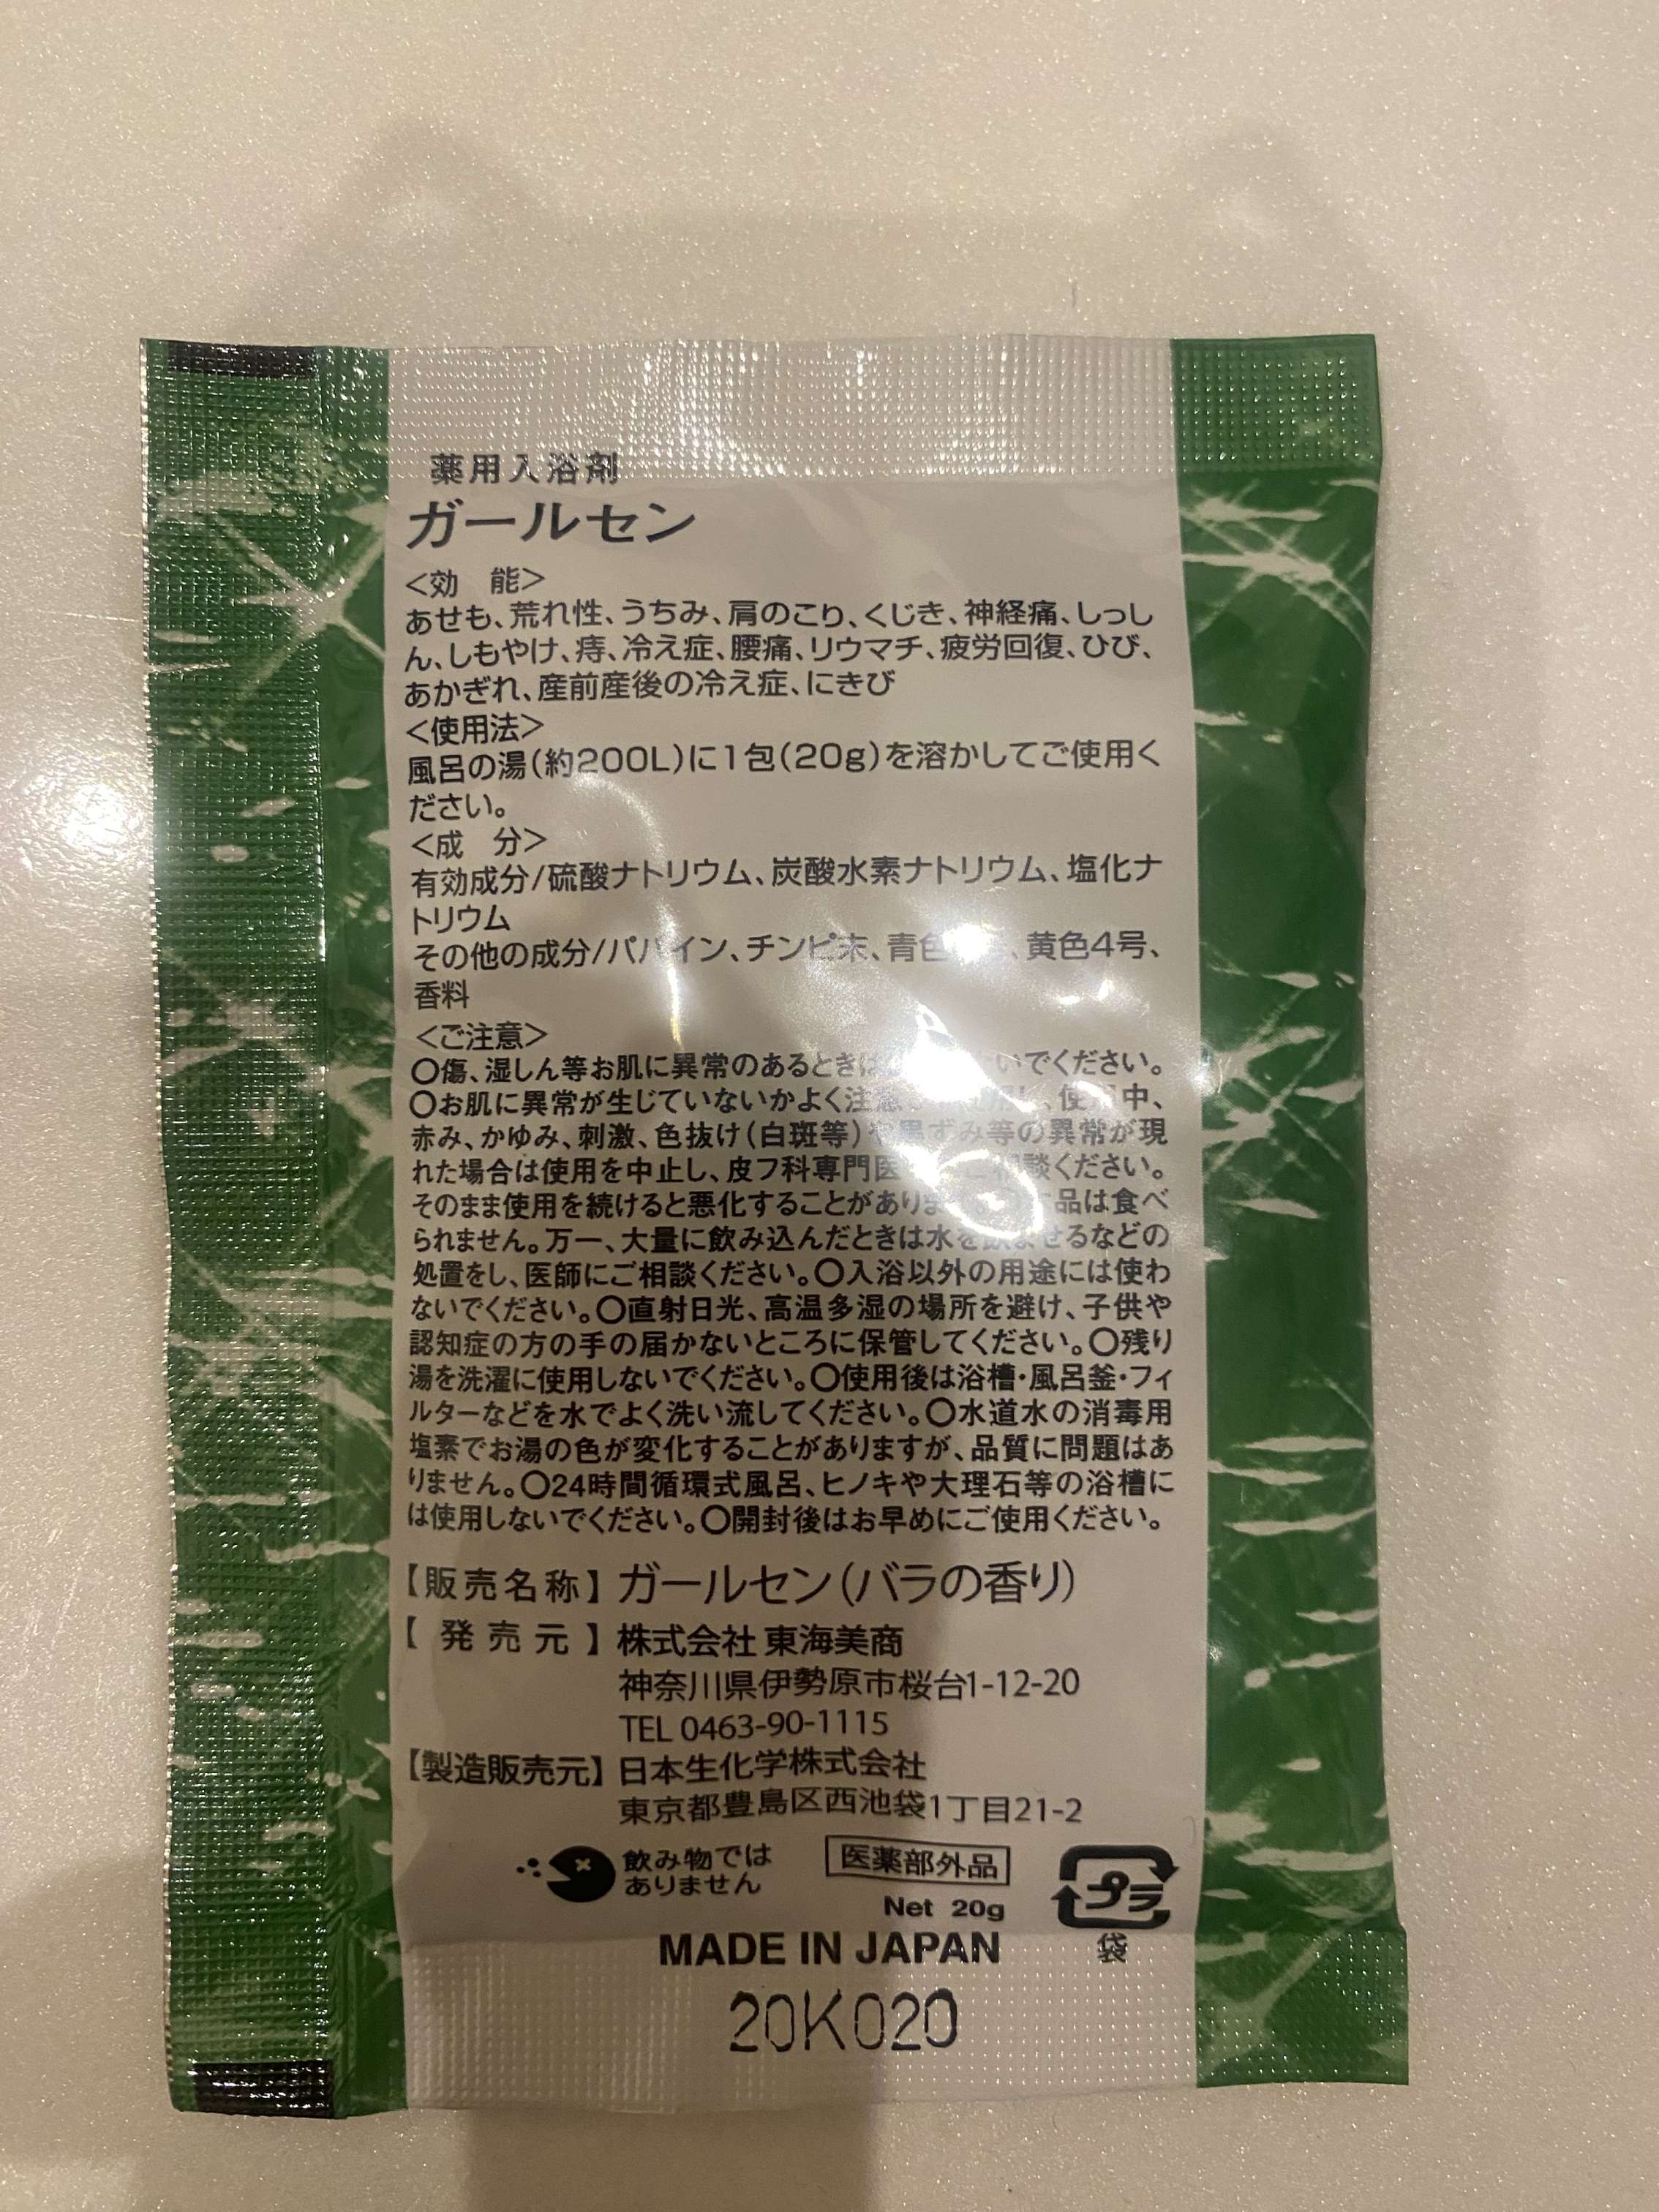 薬用入浴剤
ガールセン
<効 能>
あせも、荒れ性、うちみ、肩のこり、くじき、神経痛、しっし
ん、しもやけ、痔、冷え症、腰痛、リウマチ、疲労回復、ひび、
あかぎれ、産前産後の冷え症、にきび
<使用法>
風呂の湯(約200L)に1包(20g)を溶かしてご使用く
ださい。
<成 分>
有効成分/硫酸ナトリウム、炭酸水素ナトリウム、塩化ナ
トリウム
その他の成分/パパイン、チンピ末、青色 、黄色4号、
香料
<ご注意>
〇傷、湿しん等お肌に異常のあるときは いでください。
〇お肌に異常が生じていないかよく注意 、使用中、
赤み、かゆみ、刺激、色抜け(白斑等)や黒ずみ等の異常が現
れた場合は使用を中止し、皮フ科専門医 ご相談ください。
そのまま使用を続けると悪化することがあります 品は食べ
られません。万一、大量に飲み込んだときは水を飲ませるなどの
処置をし、医師にご相談ください。〇入浴以外の用途には使わ
ないでください。〇直射日光、高温多湿の場所を避け、子供や
認知症の方の手の届かないところに保管してください。〇残り
湯を洗濯に使用しないでください。〇使用後は浴槽・風呂釜・フィ
ルターなどを水でよく洗い流してください。〇水道水の消毒用
塩素でお湯の色が変化することがありますが、品質に問題はあ
りません。〇24時間循環式風呂、ヒノキや大理石等の浴槽に
は使用しないでください。〇開封後はお早めにご使用ください。
【販売名称】ガールセン(バラの香り)
【発売元】株式会社 東海美商
神奈川県伊勢原市桜台1-12-20
TEL 0463-90-1115
【製造販売元】日本生化学株式会社
東京都豊島区西池袋1丁目21-2
飲み物では
ありません
医薬部外品
Net 20g
プラ
袋
MADE IN JAPAN
20K020